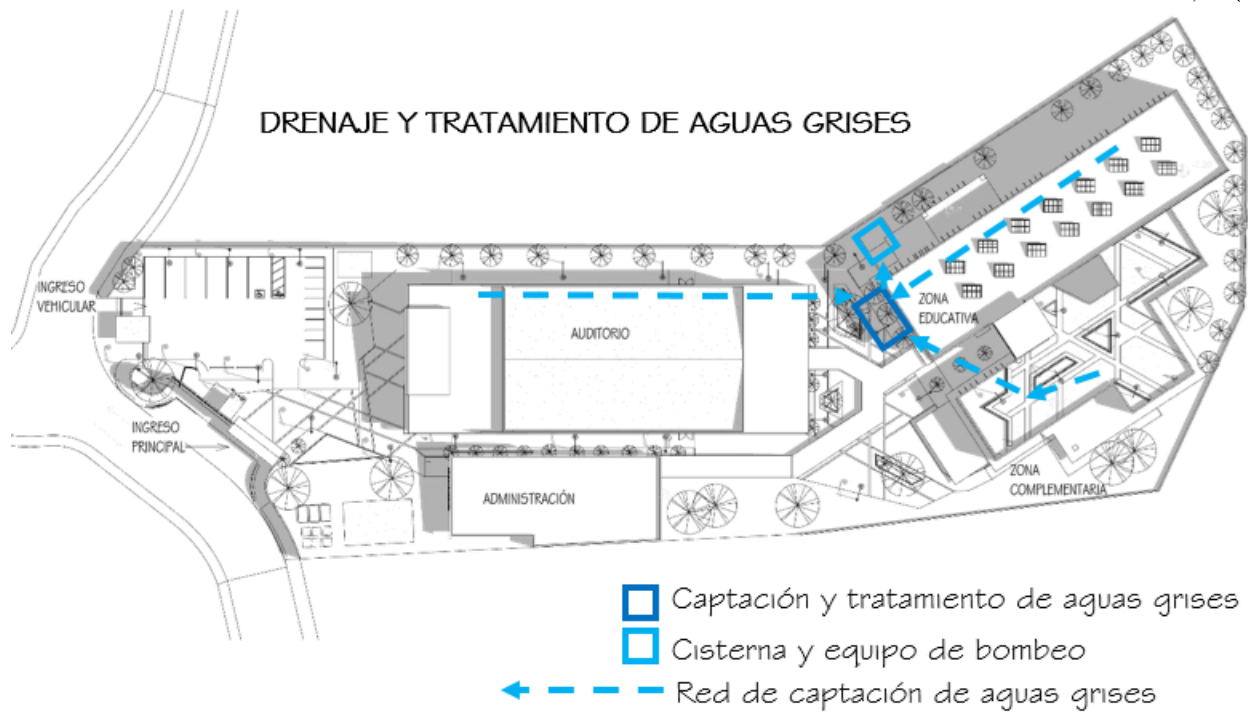 DRENAJE Y TRATAMIENTO DE AGUAS GRISES
INGRESO
VEHICULAR
AUDITORIO
ZONA
EDUCATIVA
INGRESO
PRINCIPAL
ADMINISTRACIÓN
ZONA
COMPLEMENTARIA
Captación y tratamiento de aguas grises
Cisterna y equipo de bombeo
Red de captación de aguas grises